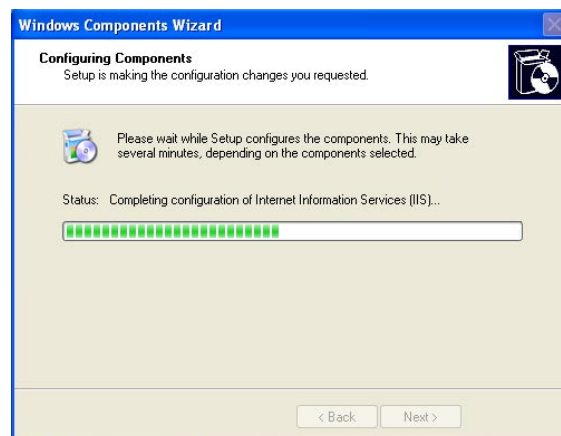 Windows Components Wizard
Configuring Components
Setup is making the configuration changes you requested.
Please wait while Setup configures the components. This may take
several minutes, depending on the components selected.
Status: Completing configuration of Internet Information Services (IIS)...
< Back Next >